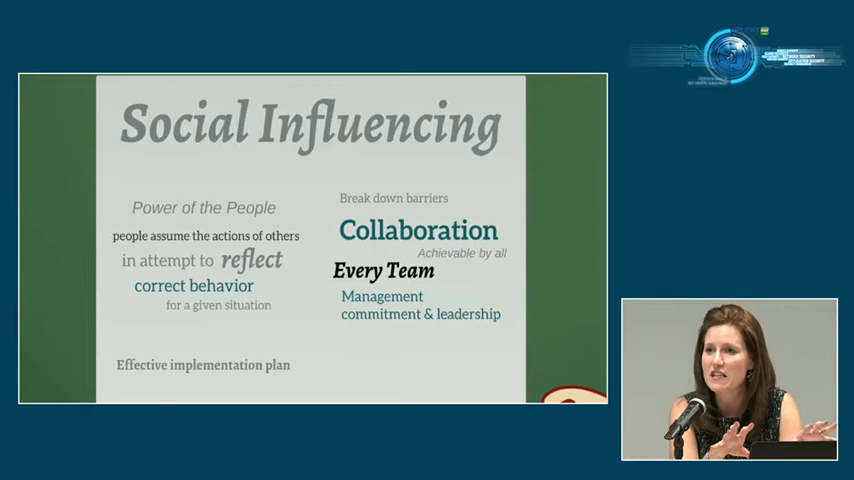 Social Influencing
Power of the People
people assume the actions of others
in attempt to reflect
correct behavior
for a given situation
Effective implementation plan
Break down barriers
Collaboration
Achievable by all
Every Team
Management
commitment & leadership